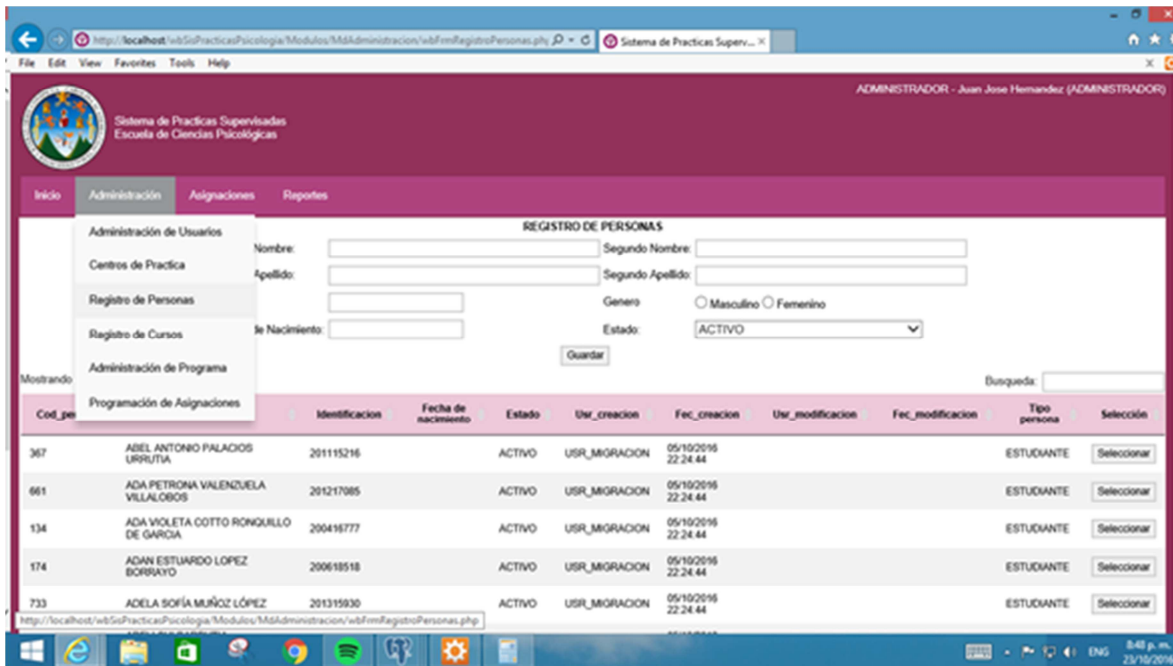 http://localhost/wbSisPracticasPsicologia/Modulos/MdAdministracion/wbFrmRegistroPersonas.php
Sistema de Practicas Superv...
File Edit View Favorites Tools Help
ADMINISTRADOR - Juan Jose Hernandez (ADMINISTRADOR)
Sistema de Practicas Supervisadas
Escuela de Ciencias Psicológicas
Inicio Administración Asignaciones Reportes
Administración de Usuarios
Centros de Practica
Registro de Personas
Registro de Cursos
Administración de Programa
Programación de Asignaciones
REGISTRO DE PERSONAS
Nombre: Segundo Nombre:
Apellido: Segundo Apellido:
Genero Masculino Femenino
de Nacimiento: Estado: ACTIVO
Guardar
Mostrando Busqueda:
Cod_pe Identificacion Fecha de nacimiento Estado Usr_creacion Fec_creacion Usr_modificacion Fec_modificacion Tipo persona Selección
367 ABEL ANTONIO PALACIOS URRUTIA 201115216 ACTIVO USR_MIGRACION 05/10/2016 22:24:44 ESTUDIANTE Seleccionar
661 ADA PETRONA VALENZUELA VILLALOBOS 201217085 ACTIVO USR_MIGRACION 05/10/2016 22:24:44 ESTUDIANTE Seleccionar
134 ADA VIOLETA COTTO RONQUILLO DE GARCIA 200416777 ACTIVO USR_MIGRACION 05/10/2016 22:24:44 ESTUDIANTE Seleccionar
174 ADAN ESTUARDO LOPEZ BORRAYO 200618518 ACTIVO USR_MIGRACION 05/10/2016 22:24:44 ESTUDIANTE Seleccionar
733 ADELA SOFÍA MUÑOZ LÓPEZ 201315930 ACTIVO USR_MIGRACION 05/10/2016 22:24:44 ESTUDIANTE Seleccionar
http://localhost/wbSisPracticasPsicologia/Modulos/MdAdministracion/wbFrmRegistroPersonas.php
ENG 8:48 p. m.
23/10/2016